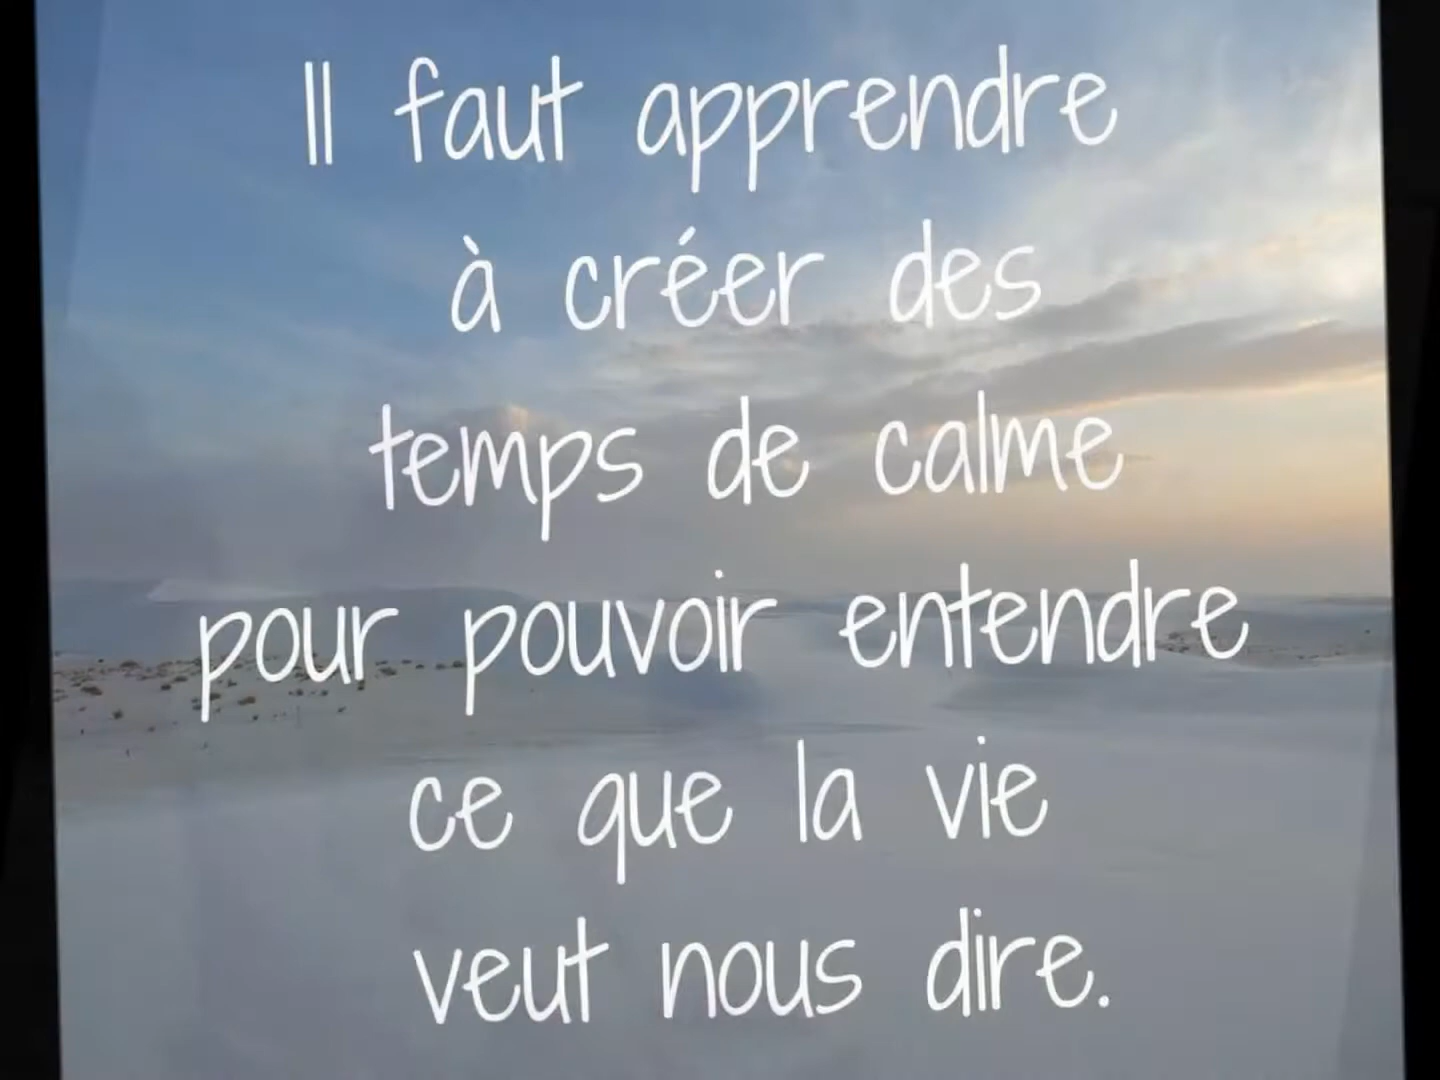 Il faut apprendre
à créer des
temps de calme
pour pouvoir entendre
ce que la vie
veut nous dire.